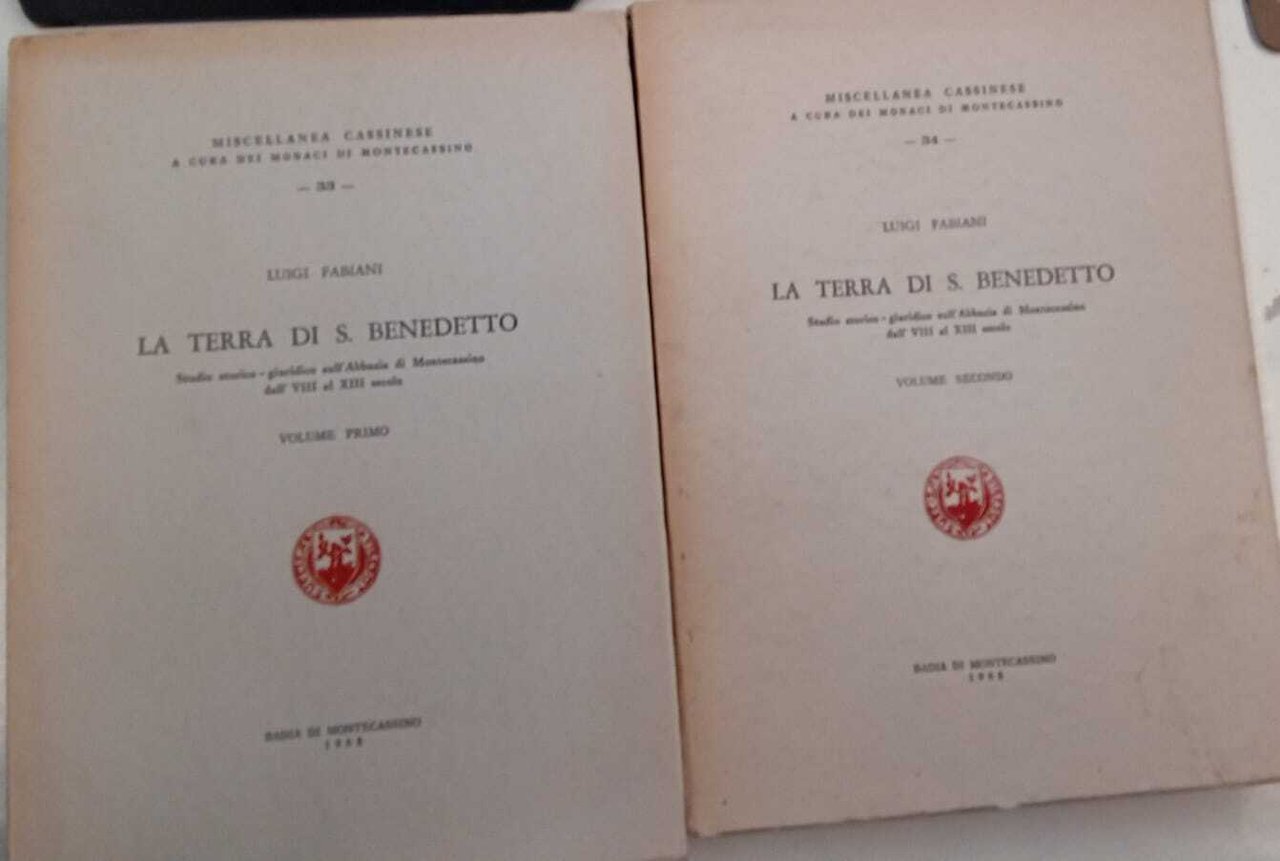 MISCELLANEA CASSINESE
A CURA DEI MONACI DI MONTECASSINO
— 33 —
LUIGI FABIANI
LA TERRA DI S. BENEDETTO
Studio storico - giuridico sull'Abbazia di Montecassino
dall' VIII al XIII secolo
VOLUME PRIMO
BADIA DI MONTECASSINO
1968
MISCELLANEA CASSINESE
A CURA DEI MONACI DI MONTECASSINO
— 34 —
LUIGI FABIANI
LA TERRA DI S. BENEDETTO
Studio storico - giuridico sull'Abbazia di Montecassino
dall' VIII al XIII secolo
VOLUME SECONDO
BADIA DI MONTECASSINO
1968